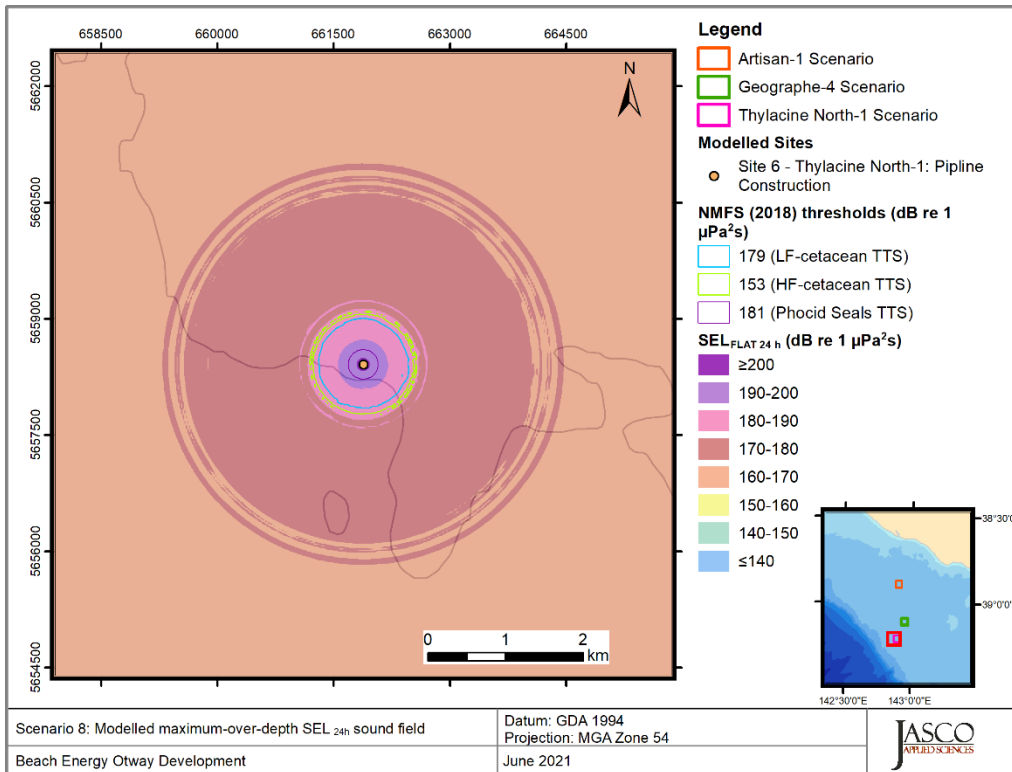 658500 660000 661500 663000 664500
5662000
5660500
5659000
5657500
5656000
5654500
N
0 1 2
km
Legend
Artisan-1 Scenario
Geographe-4 Scenario
Thylacine North-1 Scenario
Modelled Sites
Site 6 - Thylacine North-1: Pipline
Construction
NMFS (2018) thresholds (dB re 1
µPa²s)
179 (LF-cetacean TTS)
153 (HF-cetacean TTS)
181 (Phocid Seals TTS)
SEL FLAT 24 h (dB re 1 µPa²s)
≥200
190-200
180-190
170-180
160-170
150-160
140-150
≤140
38°30'
39°0'0"
142°30'0"E 143°0'0"E
Scenario 8: Modelled maximum-over-depth SEL 24h sound field
Datum: GDA 1994
Projection: MGA Zone 54
Beach Energy Otway Development
June 2021
JASCO
APPLIED SCIENCES